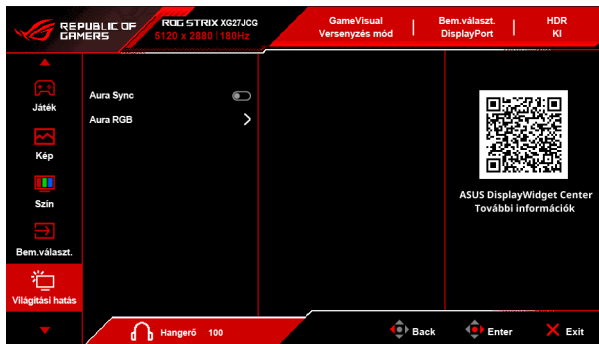 REPUBLIC OF
GAMERS
ROG STRIX XG27JCG
5120 x 2880 | 180Hz
GameVisual
Versenyzés mód
Bem.választ.
DisplayPort
HDR
KI
Játék
Kép
Szín
Bem.választ.
Világítási hatás
Aura Sync
Aura RGB
ASUS DisplayWidget Center
További információk
Hangerő 100
Back
Enter
Exit